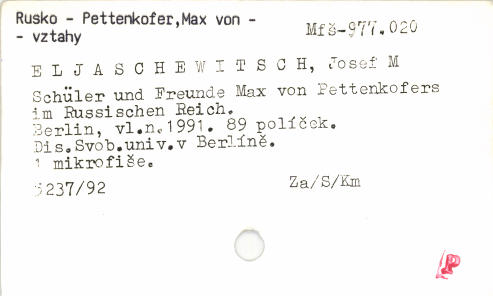 Rusko - Pettenkofer,Max von -
- vztahy
Mfš-977.020
E L J A S C H E W I T S C H, Josef M
Schüler und Freunde Max von Pettenkofers
im Russischen Reich.
Berlin, vl.n.1991. 89 políček.
Dis.Svob.univ.v Berlíně.
1 mikrofiše.
5237/92
Za/S/Km
P